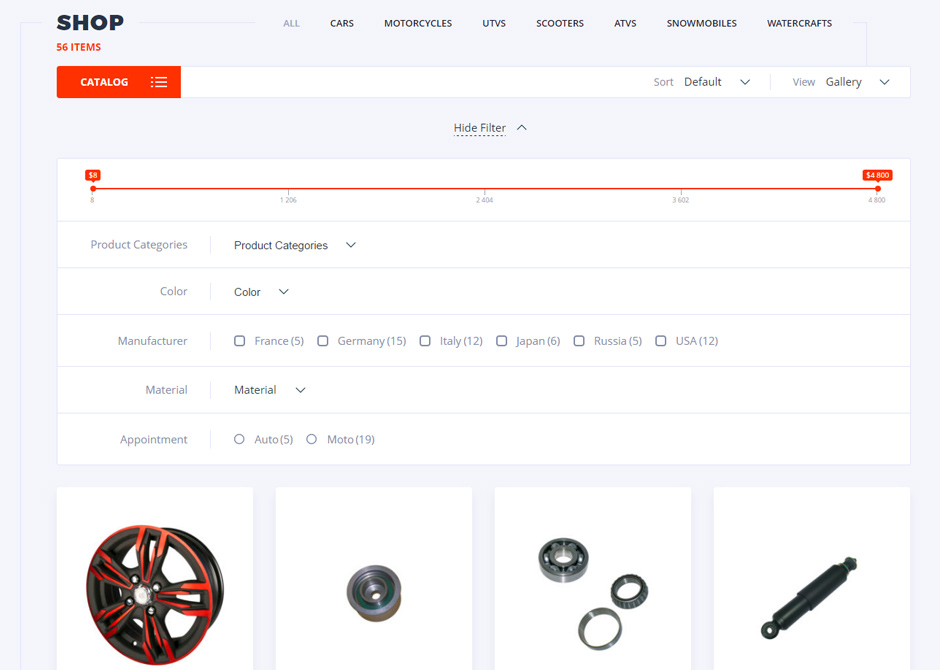 SHOP ALL CARS MOTORCYCLES UTVS SCOOTERS ATVS SNOWMOBILES WATERCRAFTS
56 ITEMS
CATALOG Sort Default View Gallery
Hide Filter
$8 $4 800
8 1 206 2 404 3 602 4 800
Product Categories Product Categories
Color Color
Manufacturer France (5) Germany (15) Italy (12) Japan (6) Russia (5) USA (12)
Material Material
Appointment Auto (5) Moto (19)